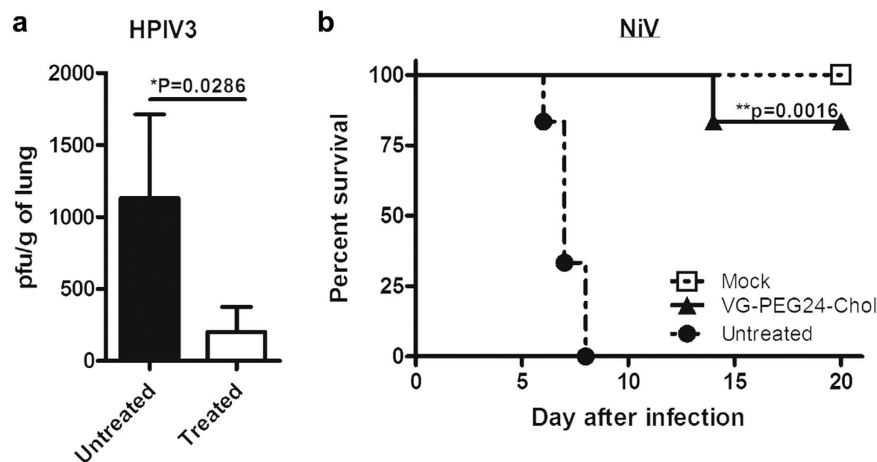 a
HPIV3
pfu/g of lung
2000
1500
1000
500
0
*P=0.0286
Untreated
Treated
b
NiV
Percent survival
100
75
50
25
0
**p=0.0016
Mock
VG-PEG24-Chol
Untreated
0 5 10 15 20
Day after infection